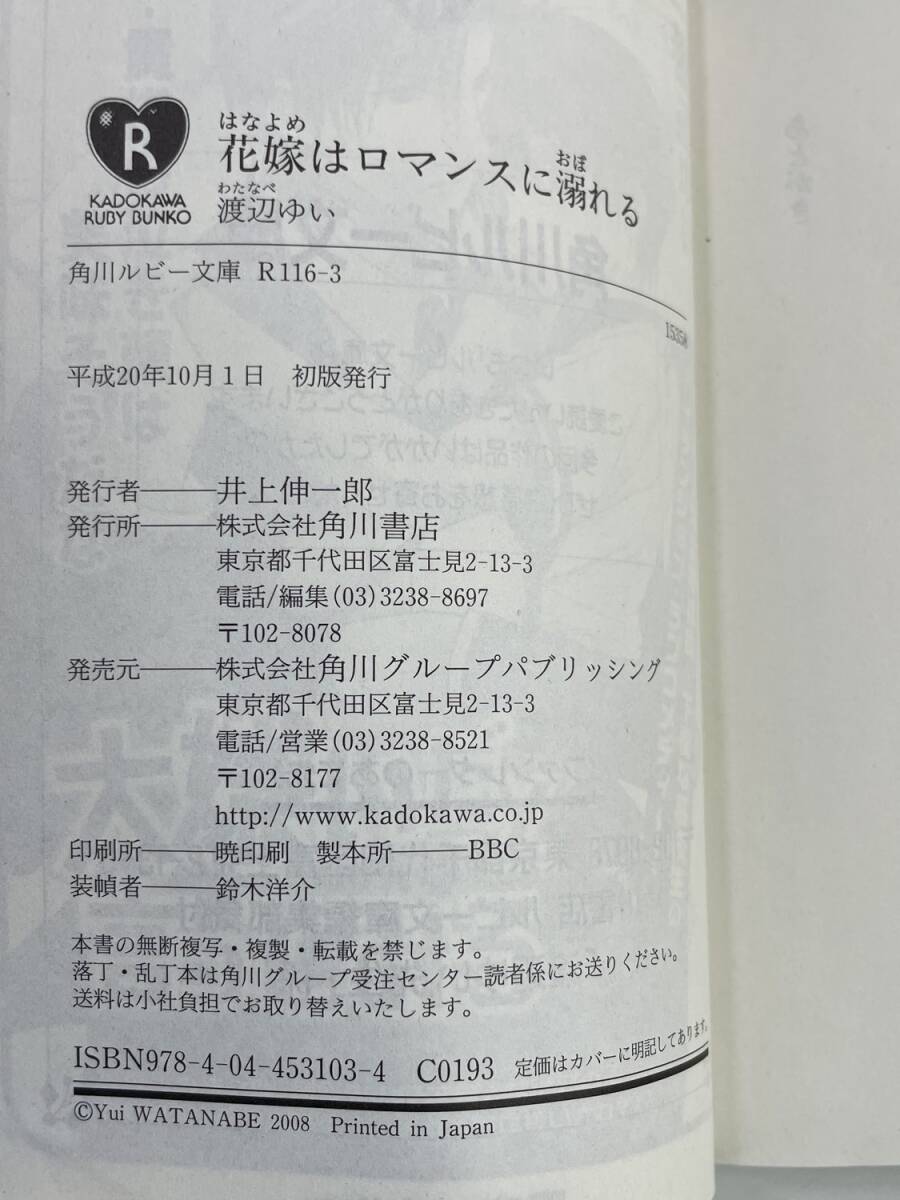 R
KADOKAWA
RUBY BUNKO
はなよめ
花嫁はロマンスに溺れる
おぼ
わたなべ
渡辺ゆい
角川ルビー文庫 R116-3
平成20年10月1日 初版発行
発行者――井上伸一郎
発行所――株式会社角川書店
東京都千代田区富士見2-13-3
電話/編集(03)3238-8697
〒102-8078
発売元――株式会社角川グループパブリッシング
東京都千代田区富士見2-13-3
電話/営業(03)3238-8521
〒102-8177
http://www.kadokawa.co.jp
印刷所――暁印刷 製本所――BBC
装幀者――鈴木洋介
本書の無断複写・複製・転載を禁じます。
落丁・乱丁本は角川グループ受注センター読者係にお送りください。
送料は小社負担でお取り替えいたします。
ISBN978-4-04-453103-4 C0193 定価はカバーに明記してあります。
©Yui WATANABE 2008 Printed in Japan